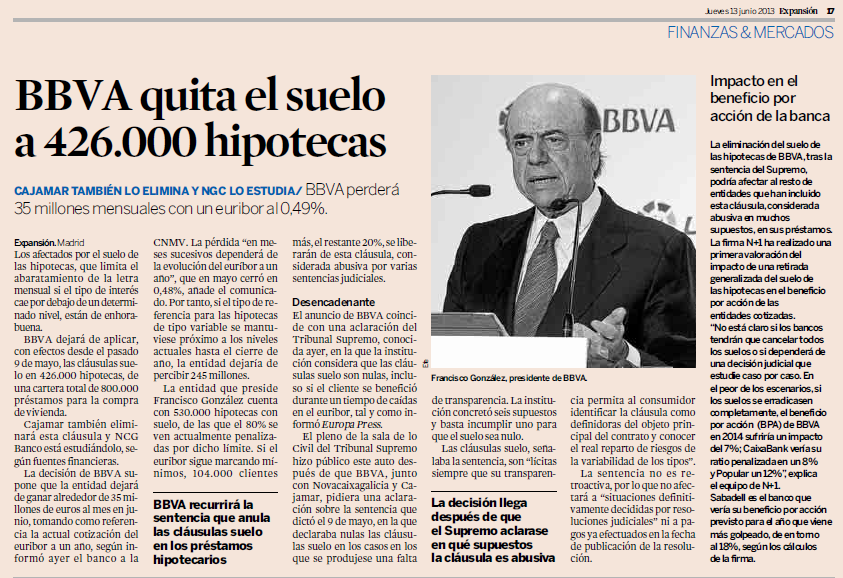 Jueves 13 junio 2013 Expansión 17
FINANZAS & MERCADOS
BBVA quita el suelo
a 426.000 hipotecas
CAJAMAR TAMBIÉN LO ELIMINA Y NGC LO ESTUDIA/ BBVA perderá
35 millones mensuales con un euribor al 0,49%.
Expansión. Madrid
Los afectados por el suelo de
las hipotecas, que limita el
abaratamiento de la letra
mensual si el tipo de interés
cae por debajo de un determi-
nado nivel, están de enhora-
buena.
BBVA dejará de aplicar,
con efectos desde el pasado
9 de mayo, las cláusulas sue-
lo en 426.000 hipotecas, de
una cartera total de 800.000
préstamos para la compra
de vivienda.
Cajamar también elimi-
nará esta cláusula y NCG
Banco está estudiándolo, se-
gún fuentes financieras.
La decisión de BBVA su-
pone que la entidad dejará
de ganar alrededor de 35 mi-
llones de euros al mes en ju-
nio, tomando como referen-
cia la actual cotización del
euribor a un año, según in-
formó ayer el banco a la
CNMV. La pérdida “en me-
ses sucesivos dependerá de
la evolución del euríbor a un
año”, que en mayo cerró en
0,48%, añade el comunica-
do. Por tanto, si el tipo de re-
ferencia para las hipotecas
de tipo variable se mantu-
viese próximo a los niveles
actuales hasta el cierre de
año, la entidad dejaría de
percibir 245 millones.
La entidad que preside
Francisco González cuenta
con 530.000 hipotecas con
suelo, de las que el 80% se
ven actualmente penaliza-
das por dicho límite. Si el
euribor sigue marcando mí-
nimos, 104.000 clientes
BBVA recurrirá la
sentencia que anula
las cláusulas suelo
en los préstamos
hipotecarios
más, el restante 20%, se libe-
rarán de esta cláusula, con-
siderada abusiva por varias
sentencias judiciales.
Desencadenante
El anuncio de BBVA coinci-
de con una aclaración del
Tribunal Supremo, conoci-
da ayer, en la que la institu-
ción considera que las cláu-
sulas suelo son nulas, inclu-
so si el cliente se benefició
durante un tiempo de caídas
en el euribor, tal y como in-
formó Europa Press.
El pleno de la sala de lo
Civil del Tribunal Supremo
hizo público este auto des-
pués de que BBVA, junto
con Novacaixagalicia y Ca-
jamar, pidiera una aclara-
ción sobre la sentencia que
dictó el 9 de mayo, en la que
declaraba nulas las cláusu-
las suelo en los casos en los
que se produjese una falta
BBVA
Efe
Francisco González, presidente de BBVA.
de transparencia. La institu-
ción concretó seis supuestos
y basta incumplir uno para
que el suelo sea nulo.
Las cláusulas suelo, seña-
laba la sentencia, son “lícitas
siempre que su transparen-
La decisión llega
después de que
el Supremo aclarase
en qué supuestos
la cláusula es abusiva
cia permita al consumidor
identificar la cláusula como
definidoras del objeto princi-
pal del contrato y conocer
el real reparto de riesgos de
la variabilidad de los tipos”.
La sentencia no es re-
troactiva, por lo que no afec-
tará a “situaciones definiti-
vamente decididas por reso-
luciones judiciales” ni a pa-
gos ya efectuados en la fecha
de publicación de la resolu-
ción.
Impacto en el
beneficio por
acción de la banca
La eliminación del suelo de
las hipotecas de BBVA, tras la
sentencia del Supremo,
podría afectar al resto de
entidades que han incluido
esta cláusula, considerada
abusiva en muchos
supuestos, en sus préstamos.
La firma N+1 ha realizado una
primera valoración del
impacto de una retirada
generalizada del suelo de
las hipotecas en el beneficio
por acción de las
entidades cotizadas.
“No está claro si los bancos
tendrán que cancelar todos
los suelos o si dependerá de
una decisión judicial que
estudie caso por caso. En
el peor de los escenarios, si
los suelos se erradicasen
completamente, el beneficio
por acción (BPA) de BBVA
en 2014 sufriría un impacto
del 7%; CaixaBank vería su
ratio penalizada en un 8%
y Popular un 12%”, explica
el equipo de N+1.
Sabadell es el banco que
vería su beneficio por acción
previsto para el año que viene
más golpeado, de en torno
al 18%, según los cálculos
de la firma.